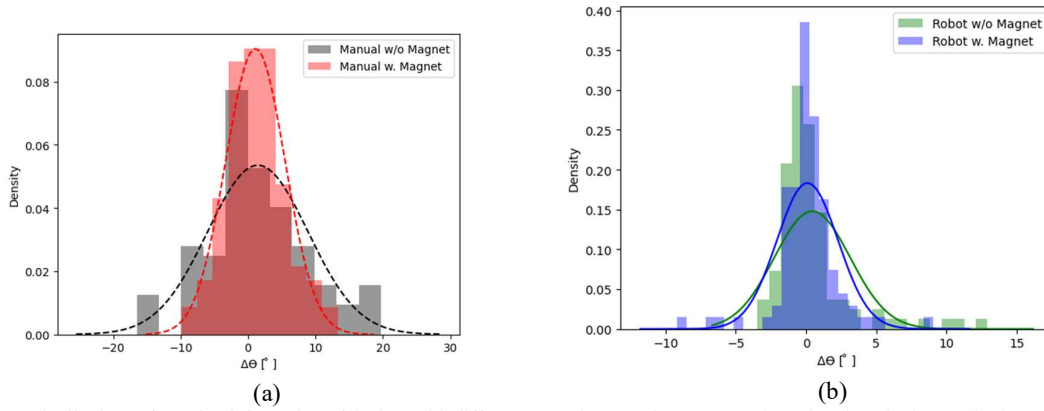 Manual w/o Magnet
Manual w. Magnet
0.08
0.06
0.04
0.02
0.00
Density
−20
−10
0
10
20
30
ΔΘ [°]
(a)
Robot w/o Magnet
Robot w. Magnet
0.40
0.35
0.30
0.25
0.20
0.15
0.10
0.05
0.00
Density
−10
−5
0
5
10
15
ΔΘ [°]
(b)